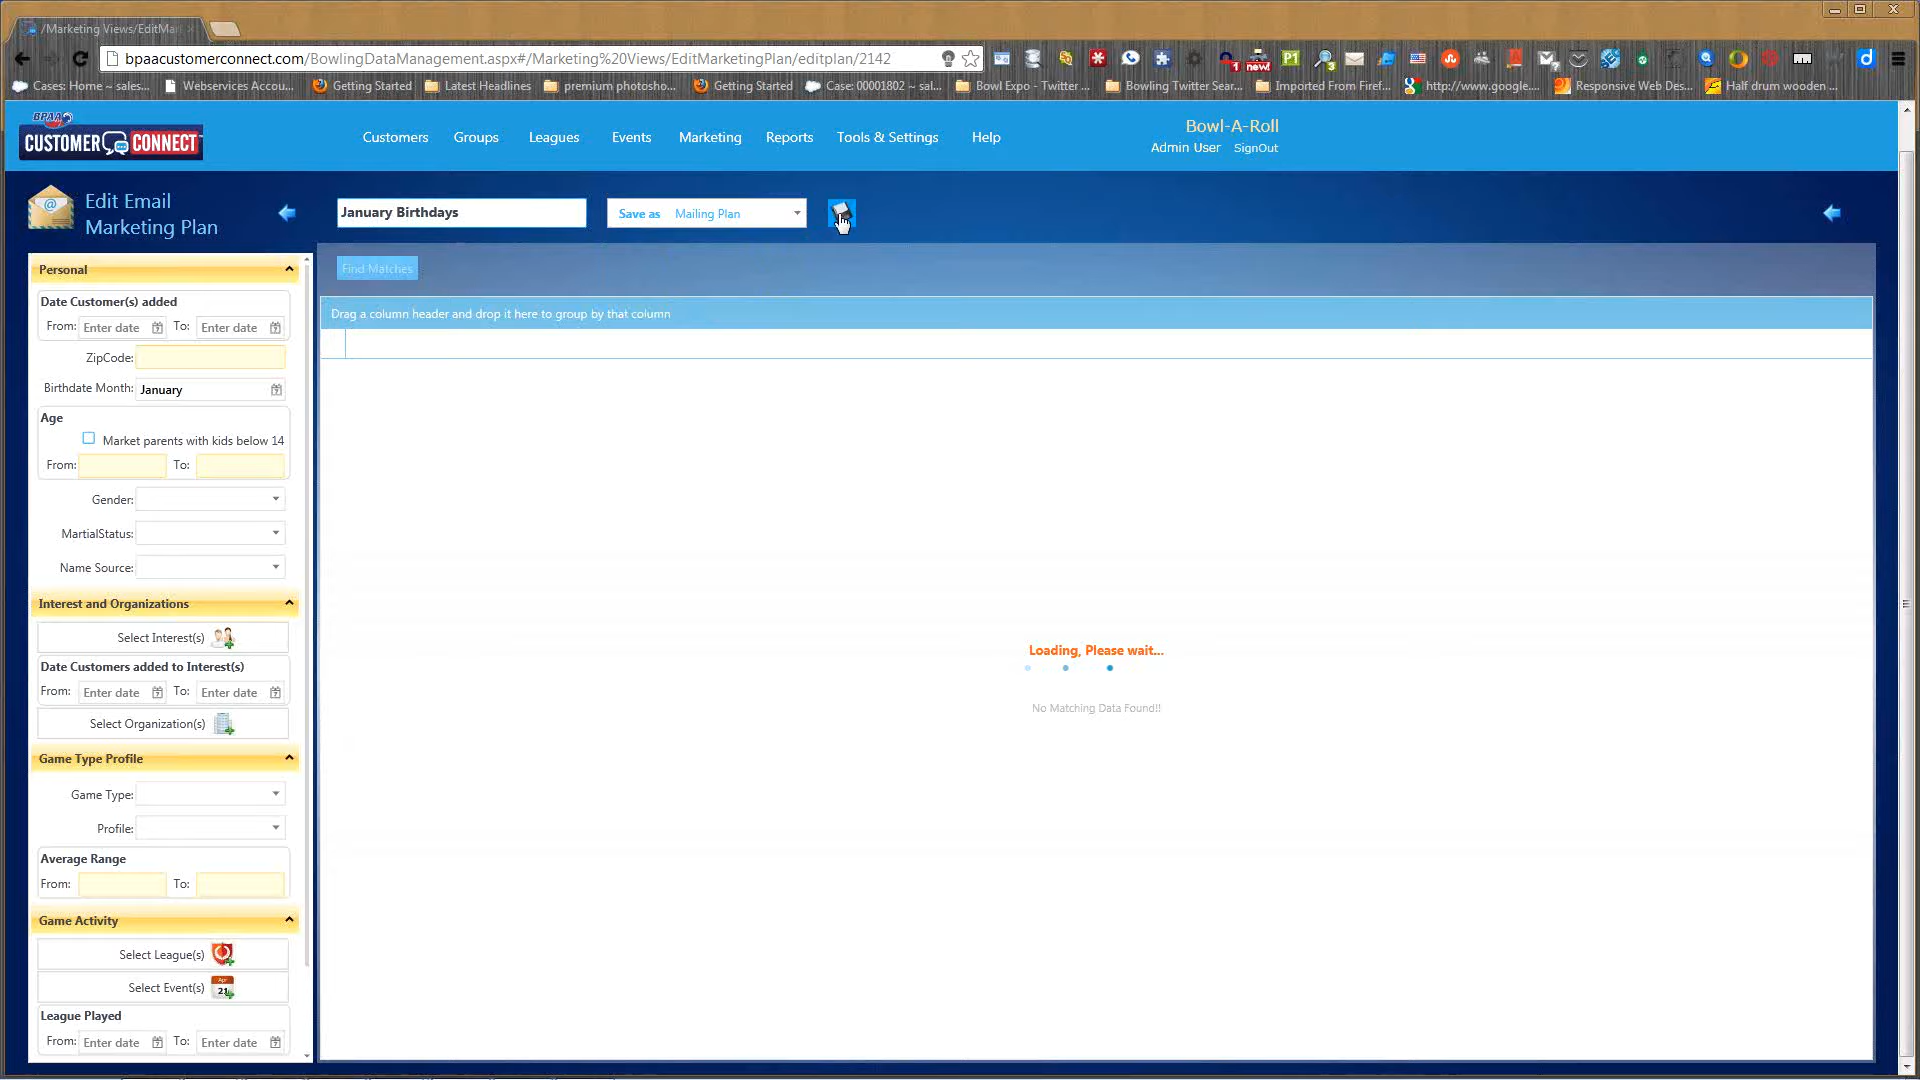 /Marketing Views/EditMar
bpaacustomerconnect.com/BowlingDataManagement.aspx#/Marketing%20Views/EditMarketingPlan/editplan/2142
Cases: Home ~ sales... Webservices Accou... Getting Started Latest Headlines premium photosho... Getting Started Case: 00001802 ~ sal... Bowl Expo - Twitter ... Bowling Twitter Sear... Imported From Firef... http://www.google.... Responsive Web Des... Half drum wooden ...
BPAA
CUSTOMER CONNECT
Customers Groups Leagues Events Marketing Reports Tools & Settings Help
Bowl-A-Roll
Admin User SignOut
Edit Email
Marketing Plan
January Birthdays
Save as Mailing Plan
Find Matches
Drag a column header and drop it here to group by that column
Loading, Please wait...
No Matching Data Found!!
Personal
Date Customer(s) added
From: Enter date To: Enter date
ZipCode:
Birthdate Month: January
Age
Market parents with kids below 14
From: To:
Gender:
MartialStatus:
Name Source:
Interest and Organizations
Select Interest(s)
Date Customers added to Interest(s)
From: Enter date To: Enter date
Select Organization(s)
Game Type Profile
Game Type:
Profile:
Average Range
From: To:
Game Activity
Select League(s)
Select Event(s)
Apr
21
League Played
From: Enter date To: Enter date